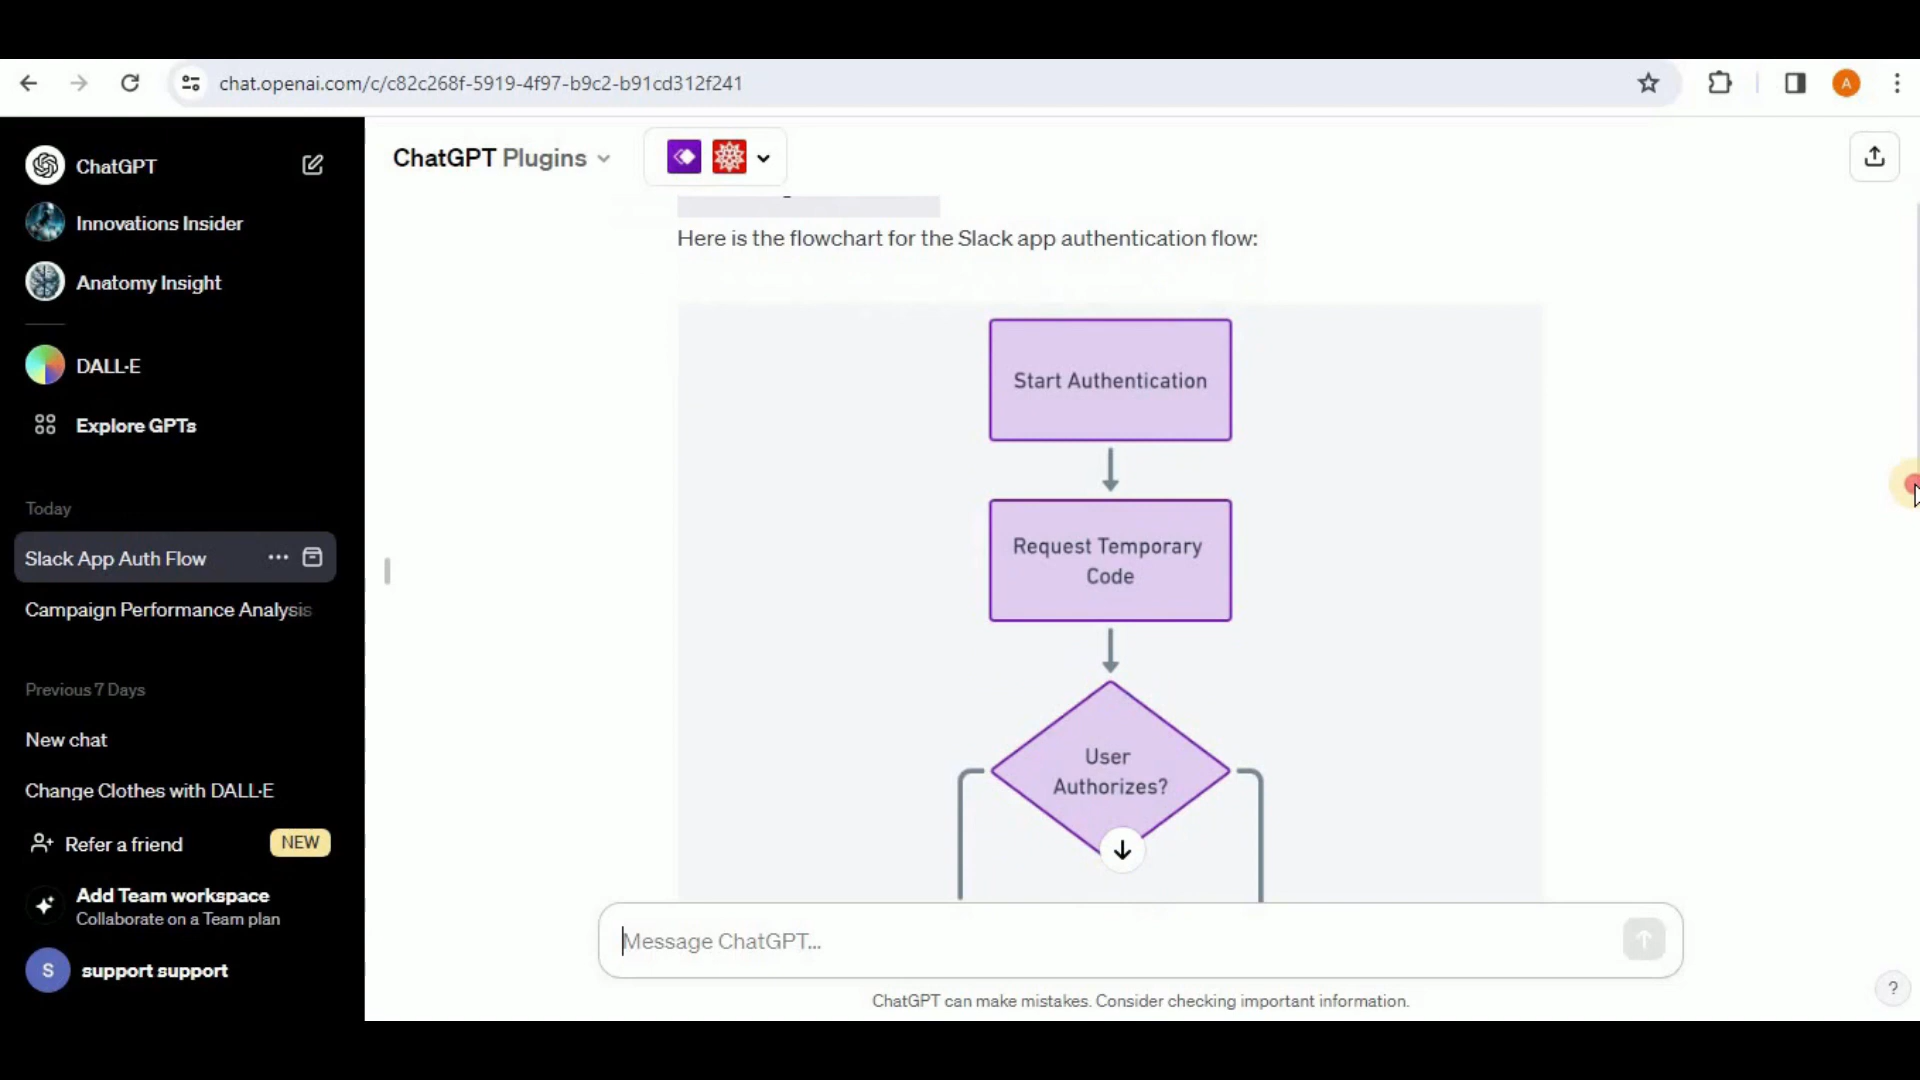 chat.openai.com/c/c82c268f-5919-4f97-b9c2-b91cd312f241
A
ChatGPT
Innovations Insider
Anatomy Insight
DALL·E
Explore GPTs
Today
Slack App Auth Flow
Campaign Performance Analysis
Previous 7 Days
New chat
Change Clothes with DALL·E
Refer a friend
NEW
Add Team workspace
Collaborate on a Team plan
S
support support
ChatGPT Plugins
Here is the flowchart for the Slack app authentication flow:
Start Authentication
Request Temporary
Code
User
Authorizes?
Message ChatGPT...
ChatGPT can make mistakes. Consider checking important information.
?